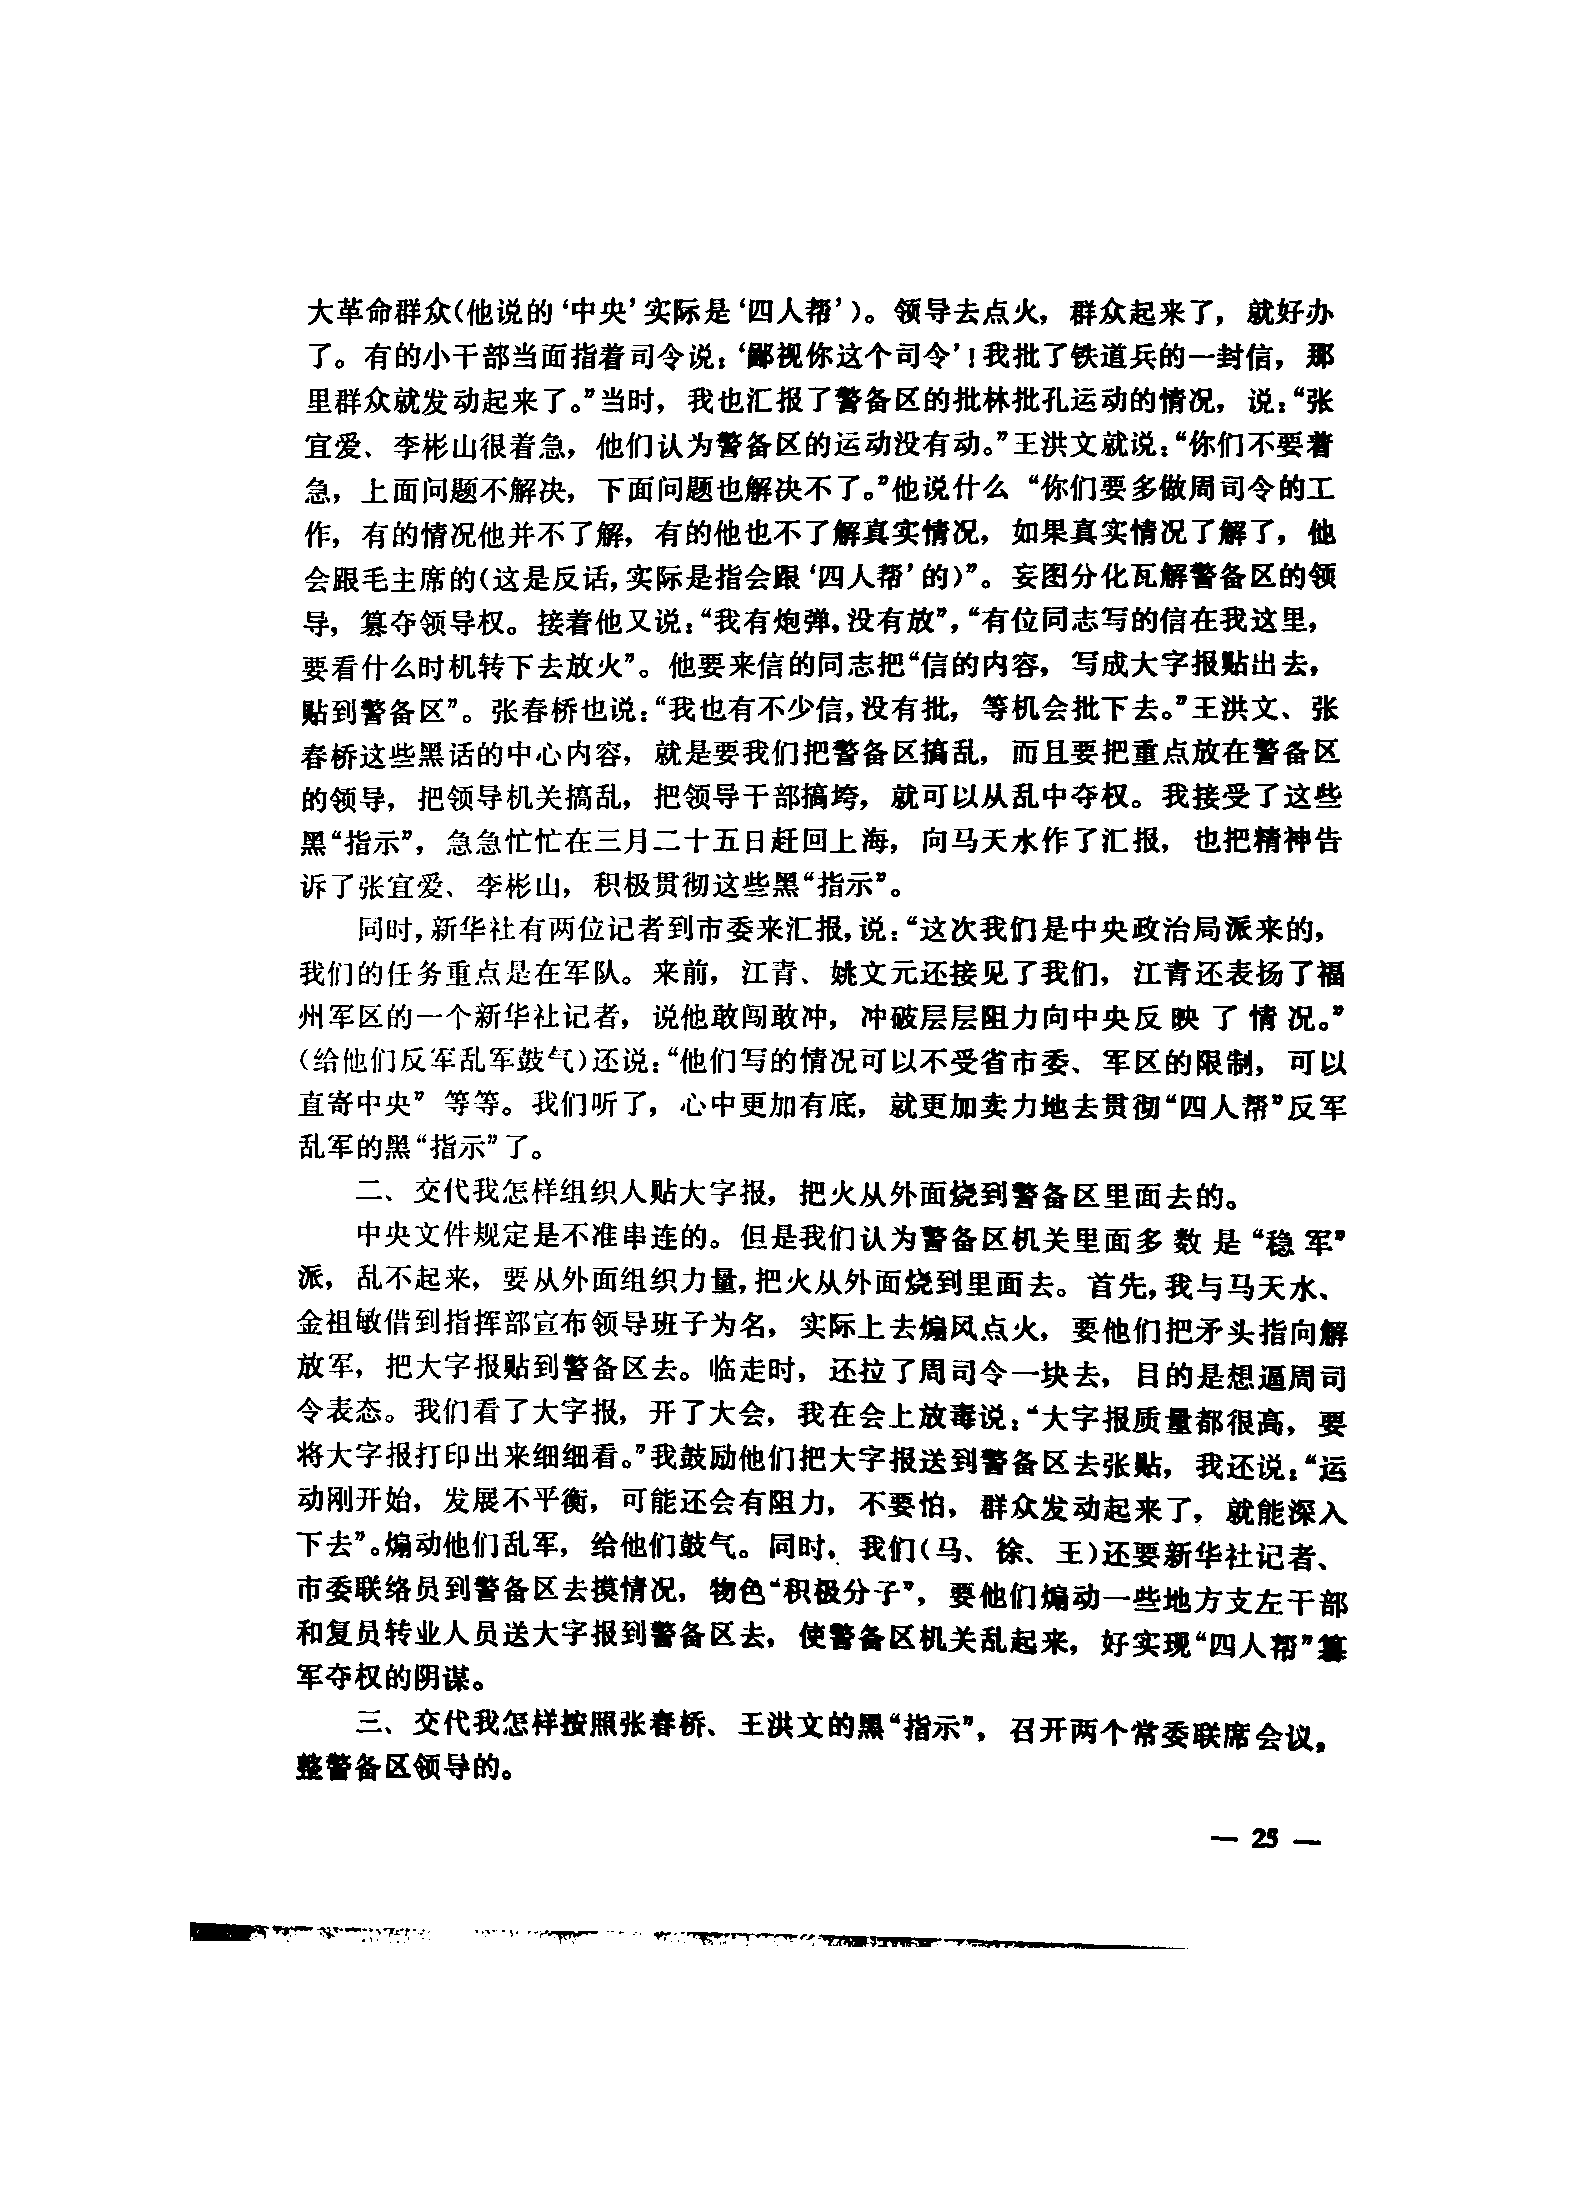 大革命群众(他说的‘中央’实际是‘四人帮’)。领导去点火，群众起来了，就好办
了。有的小干部当面指着司令说：‘鄙视你这个司令’！我批了铁道兵的一封信，那
里群众就发动起来了。”当时，我也汇报了警备区的批林批孔运动的情况，说：“张
宜爱、李彬山很着急，他们认为警备区的运动没有动。”王洪文就说：“你们不要着
急，上面问题不解决，下面问题也解决不了。”他说什么“你们要多做周司令的工
作，有的情况他并不了解，有的他也不了解真实情况，如果真实情况了解了，他
会跟毛主席的(这是反话，实际是指会跟‘四人帮’的)”。妄图分化瓦解警备区的领
导，篡夺领导权。接着他又说：“我有炮弹，没有放”，“有位同志写的信在我这里，
要看什么时机转下去放火”。他要来信的同志把“信的内容，写成大字报贴出去，
贴到警备区”。张春桥也说：“我也有不少信，没有批，等机会批下去。”王洪文、张
春桥这些黑话的中心内容，就是要我们把警备区搞乱，而且要把重点放在警备区
的领导，把领导机关搞乱，把领导干部搞垮，就可以从乱中夺权。我接受了这些
黑“指示”，急急忙忙在三月二十五日赶回上海，向马天水作了汇报，也把精神告
诉了张宜爱、李彬山，积极贯彻这些黑“指示”。
同时，新华社有两位记者到市委来汇报，说：“这次我们是中央政治局派来的，
我们的任务重点是在军队。来前，江青、姚文元还接见了我们，江青还表扬了福
州军区的一个新华社记者，说他敢闯敢冲，冲破层层阻力向中央反映了情况。”
(给他们反军乱军鼓气)还说：“他们写的情况可以不受省市委、军区的限制，可以
直寄中央”等等。我们听了，心中更加有底，就更加卖力地去贯彻“四人帮”反军
乱军的黑“指示”了。
二、交代我怎样组织人贴大字报，把火从外面烧到警备区里面去的。
中央文件规定是不准串连的。但是我们认为警备区机关里面多数是“稳军”
派，乱不起来，要从外面组织力量，把火从外面烧到里面去。首先，我与马天水、
金祖敏借到指挥部宣布领导班子为名，实际上去煽风点火，要他们把矛头指向解
放军，把大字报贴到警备区去。临走时，还拉了周司令一块去，目的是想逼周司
令表态。我们看了大字报，开了大会，我在会上放毒说：“大字报质量都很高，要
将大字报打印出来细细看。”我鼓励他们把大字报送到警备区去张贴，我还说：“运
动刚开始，发展不平衡，可能还会有阻力，不要怕，群众发动起来了，就能深入
下去”。煽动他们乱军，给他们鼓气。同时，我们(马、徐、王)还要新华社记者、
市委联络员到警备区去摸情况，物色“积极分子”，要他们煽动一些地方支左干部
和复员转业人员送大字报到警备区去，使警备区机关乱起来，好实现“四人帮”篡
军夺权的阴谋。
三、交代我怎样按照张春桥、王洪文的黑“指示”，召开两个常委联席会议，
整警备区领导的。
— 25 —